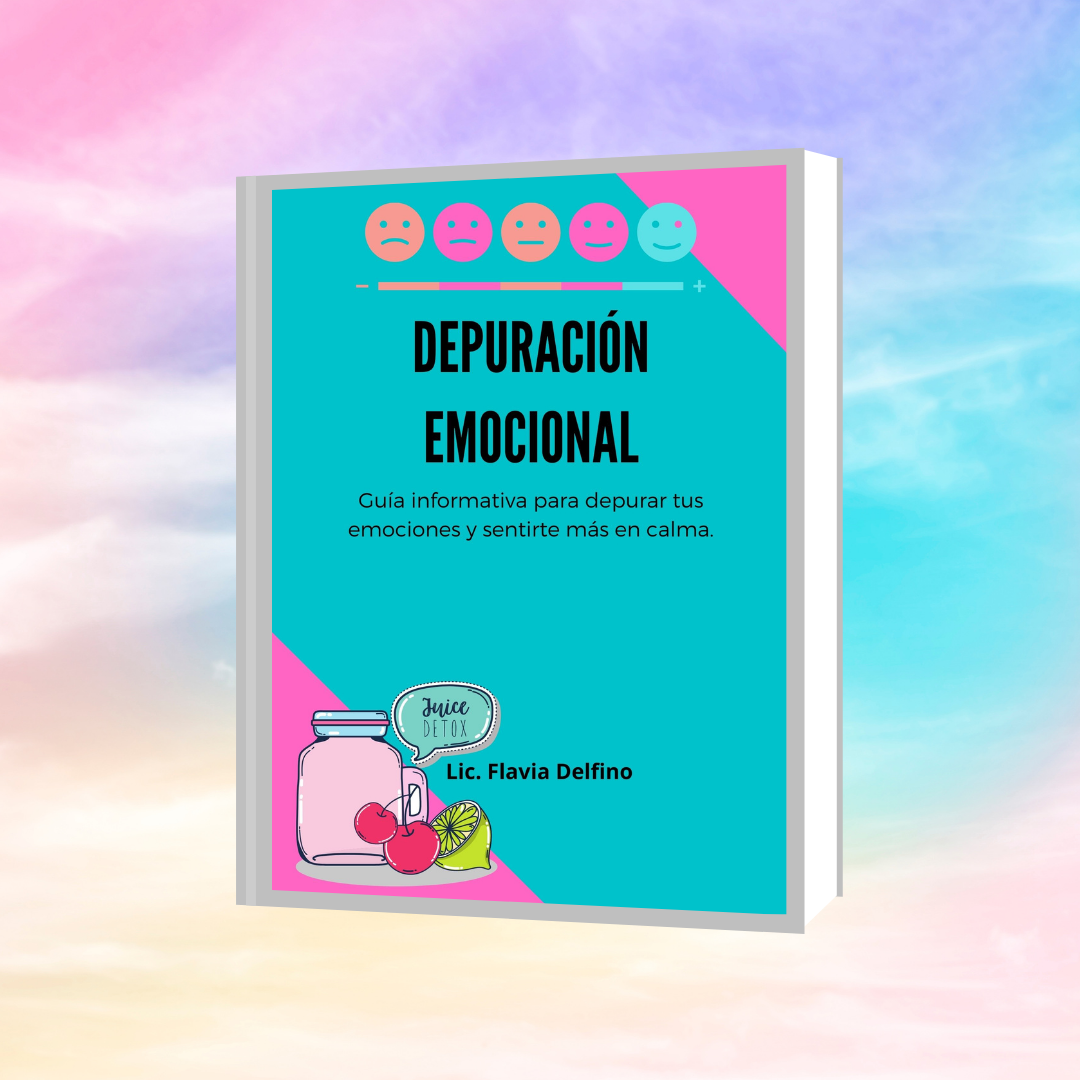 − +
DEPURACIÓN
EMOCIONAL
Guía informativa para depurar tus
emociones y sentirte más en calma.
Juice
DETOX
Lic. Flavia Delfino